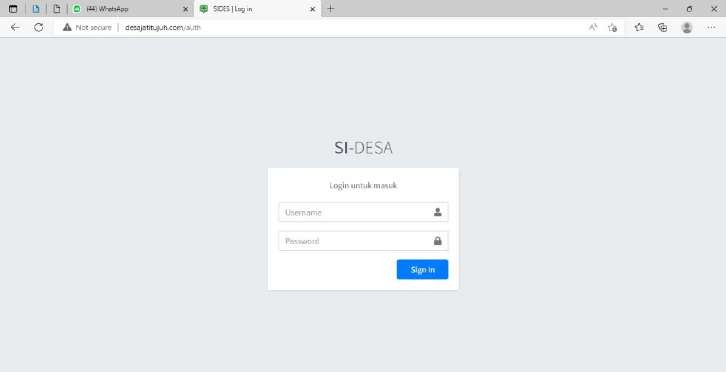 (44) WhatsApp
SIDES | Log in
Not secure
desajatitujuh.com/auth
SI-DESA
Login untuk masuk
Username
Password
Sign In